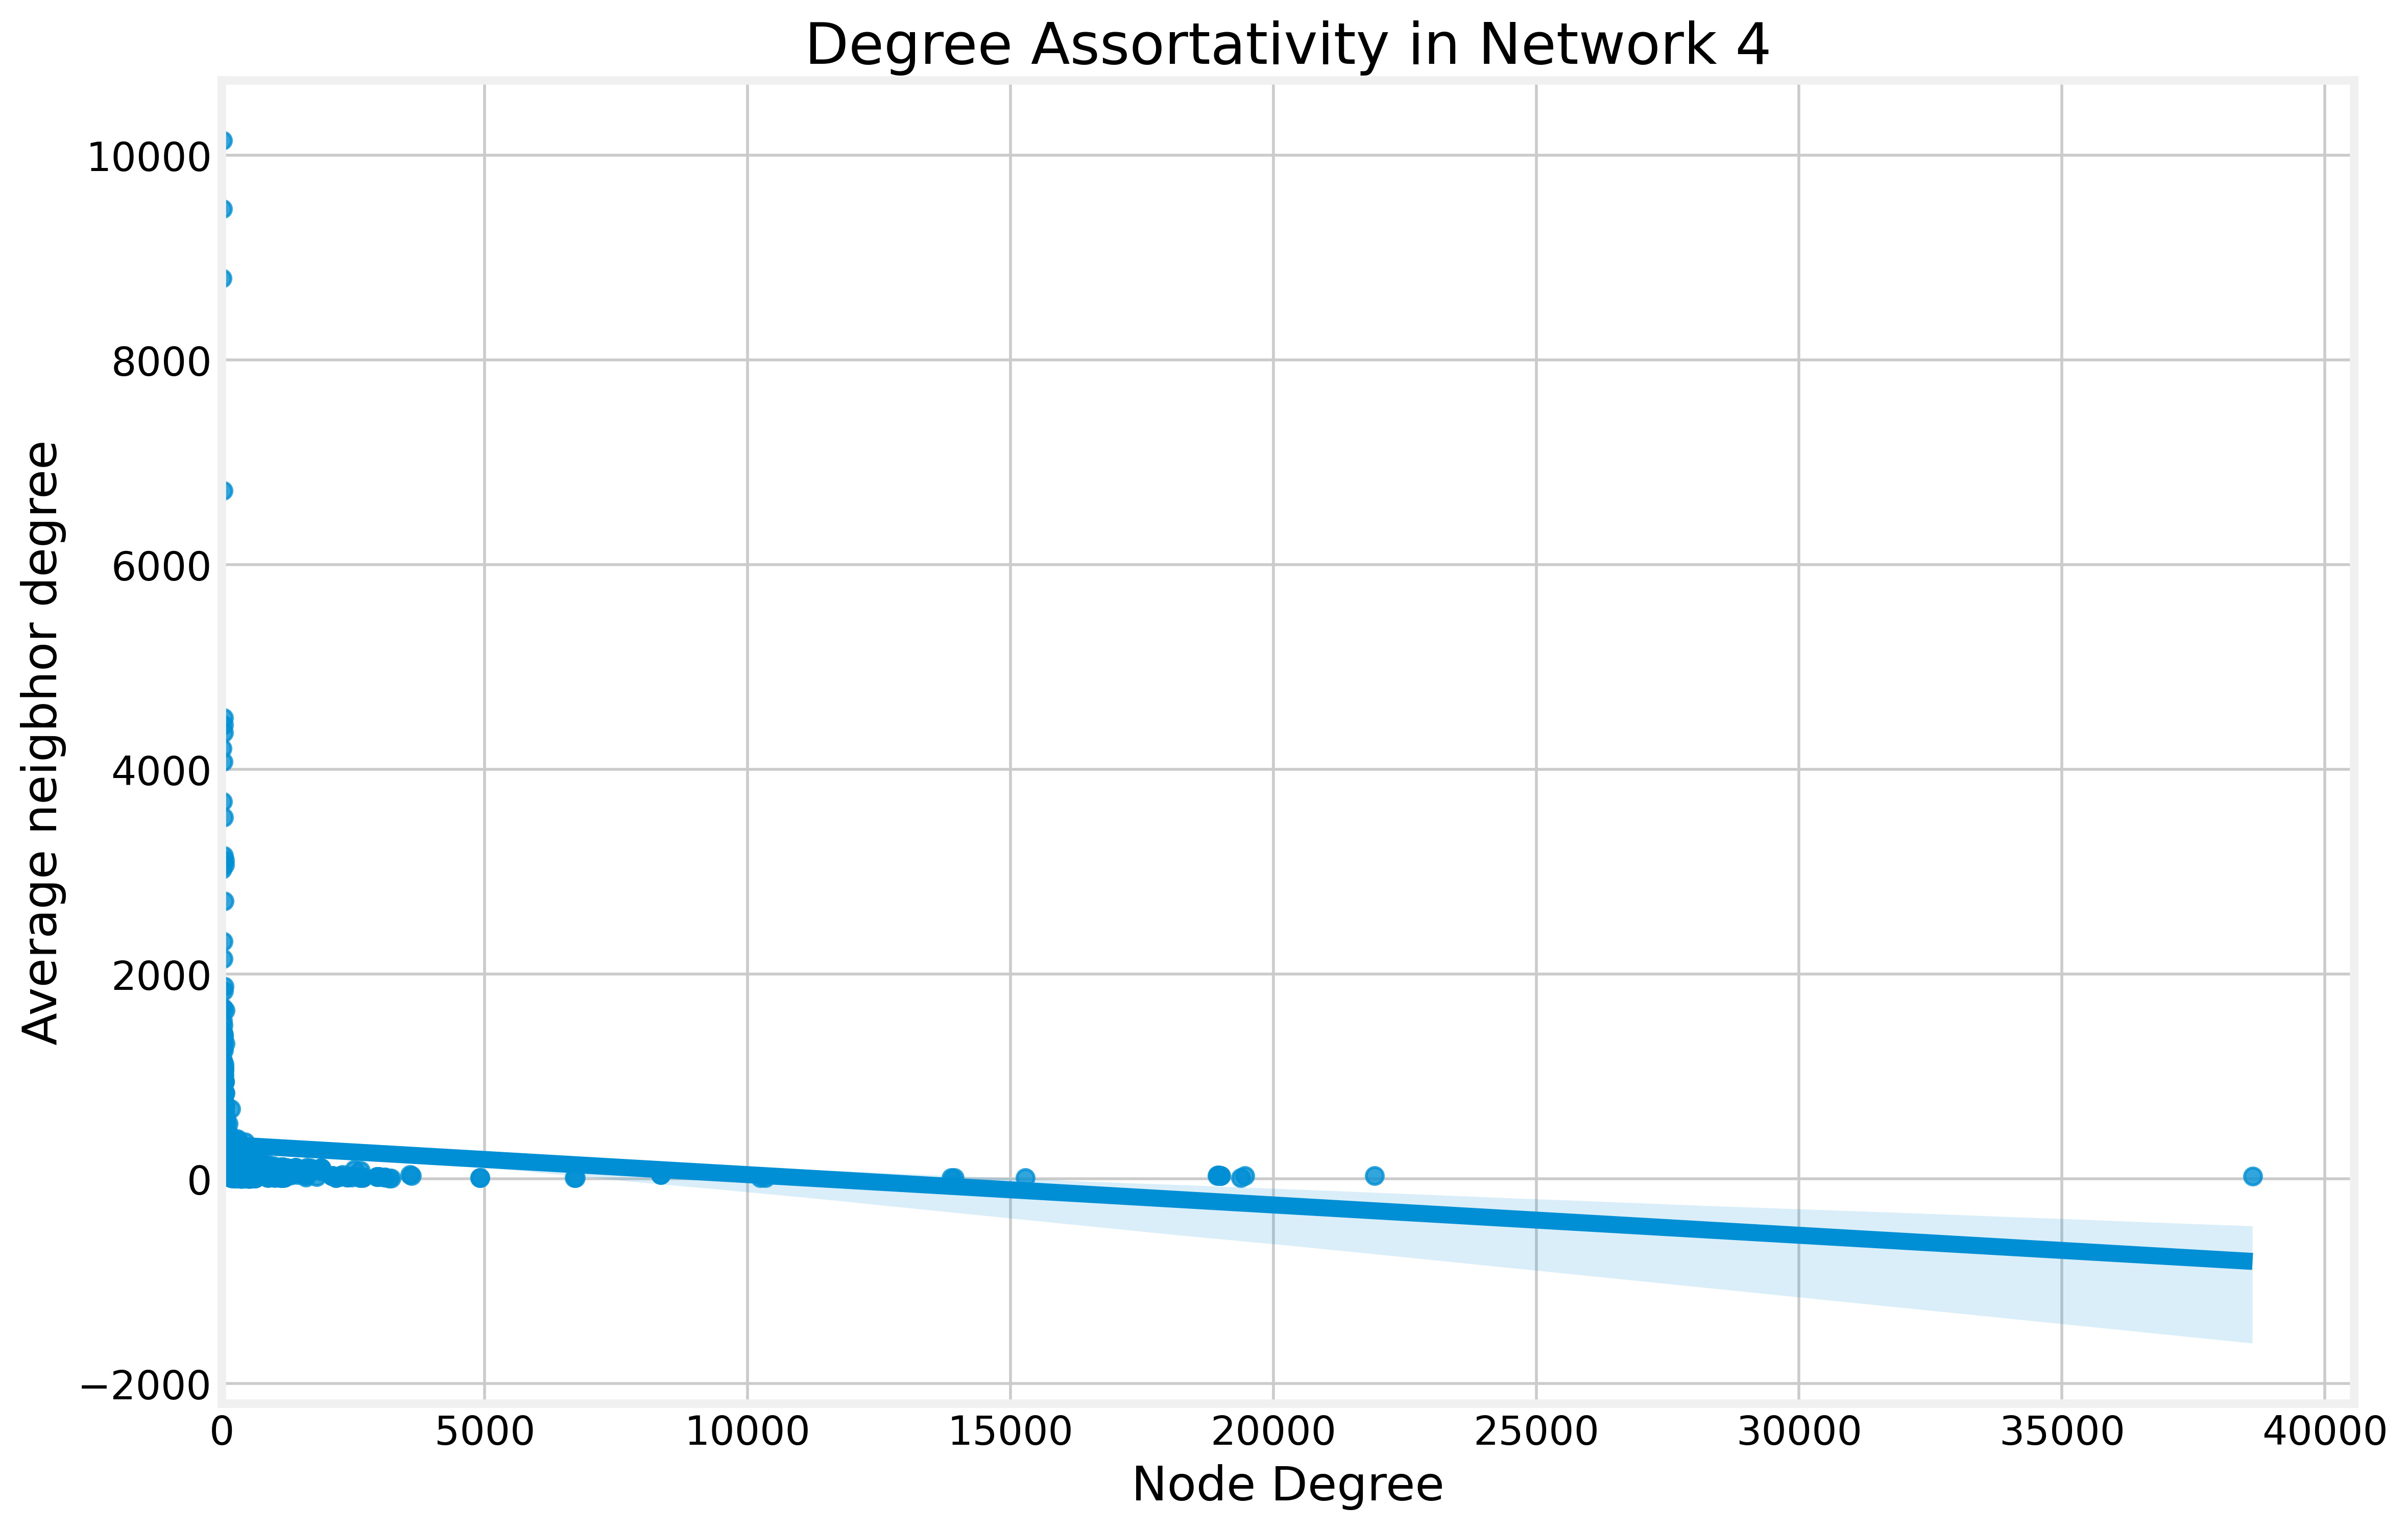 Degree Assortativity in Network 4
10000
8000
6000
4000
2000
0
−2000
Average neigbhor degree
0 5000 10000 15000 20000 25000 30000 35000 40000
Node Degree